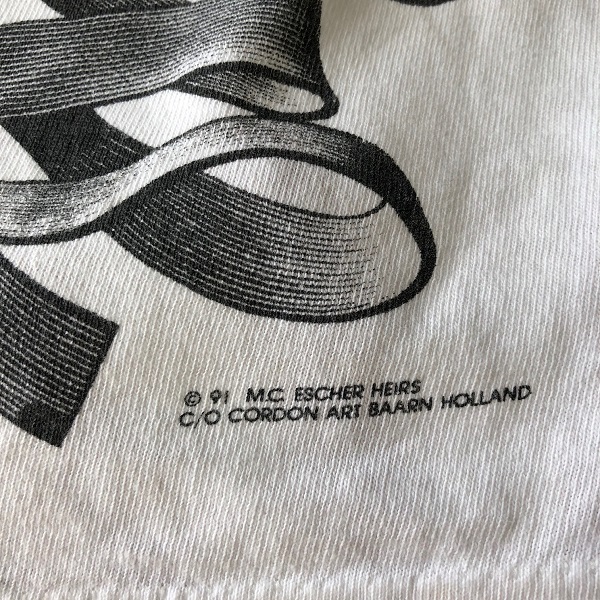 © 91 M.C. ESCHER HEIRS
C/O CORDON ART BAARN HOLLAND